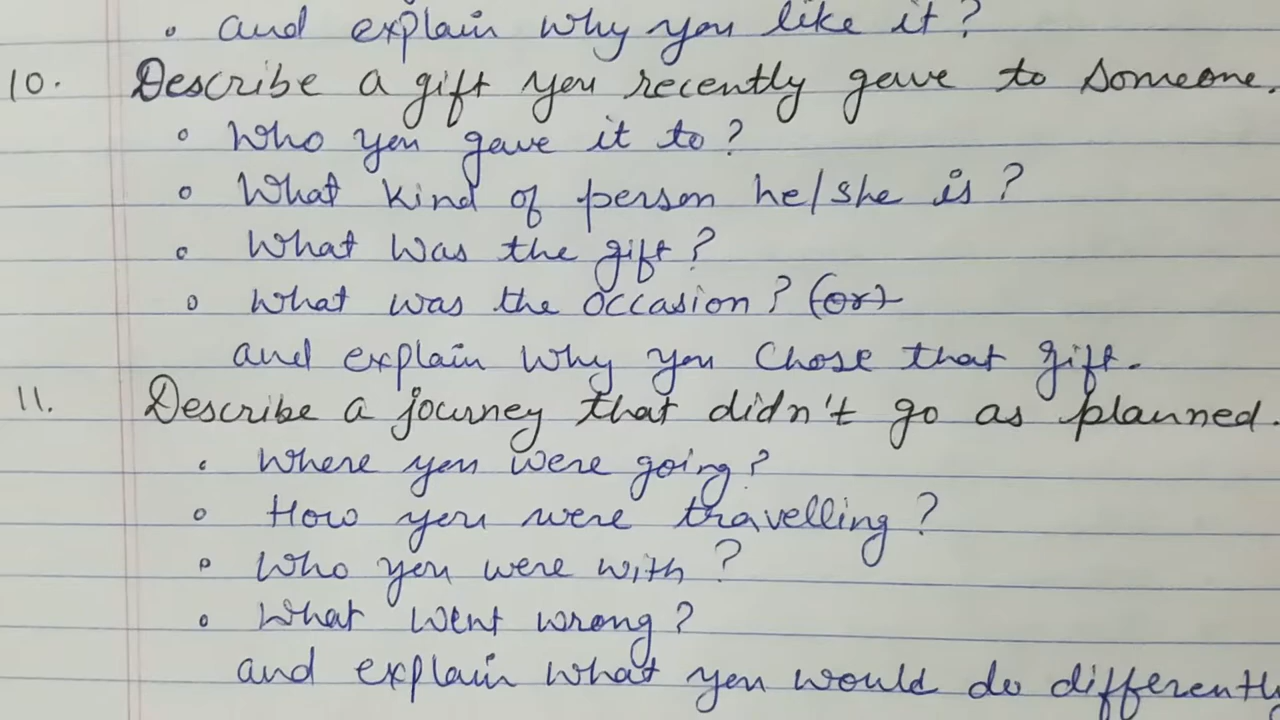 • and explain why you like it?
10. Describe a gift you recently gave to someone.
• Who you gave it to?
• What kind of person he/she is?
• What was the gift?
• What was the occasion? (or)
and explain why you chose that gift.
11. Describe a journey that didn't go as planned.
• Where you were going?
• How you were travelling?
• Who you were with?
• What went wrong?
and explain what you would do differently